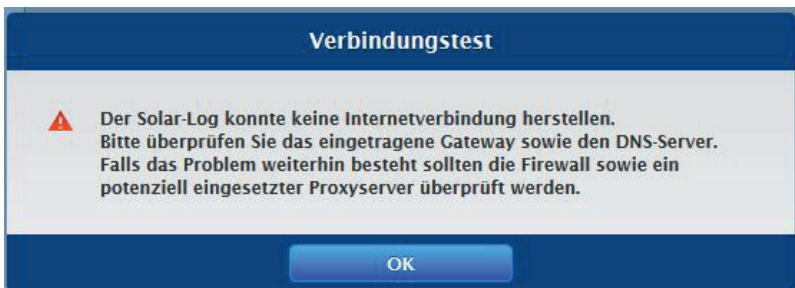 Verbindungstest
Der Solar-Log konnte keine Internetverbindung herstellen.
Bitte überprüfen Sie das eingetragene Gateway sowie den DNS-Server.
Falls das Problem weiterhin besteht sollten die Firewall sowie ein
potenziell eingesetzter Proxyserver überprüft werden.
OK